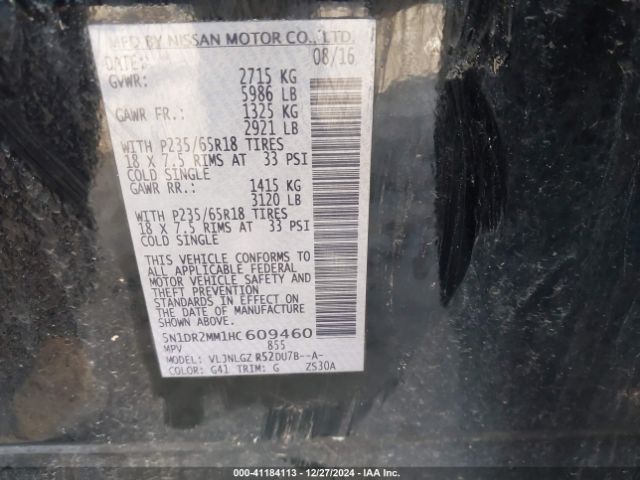 MFD BY NISSAN MOTOR CO., LTD.
DATE: 08/16
GVWR: 2715 KG
5986 LB
GAWR FR.: 1325 KG
2921 LB
WITH P235/65R18 TIRES
18 X 7.5 RIMS AT 33 PSI
COLD SINGLE
GAWR RR.: 1415 KG
3120 LB
WITH P235/65R18 TIRES
18 X 7.5 RIMS AT 33 PSI
COLD SINGLE
THIS VEHICLE CONFORMS TO
ALL APPLICABLE FEDERAL
MOTOR VEHICLE SAFETY AND
THEFT PREVENTION
STANDARDS IN EFFECT ON
THE DATE OF MANUFACTURE
SHOWN ABOVE.
5N1DR2MM1HC 609460
MPV 855
MODEL: VLJNLGZ R52DU7B--A-
COLOR: G41 TRIM: G ZS30A
000-41184113 - 12/27/2024 - IAA Inc.